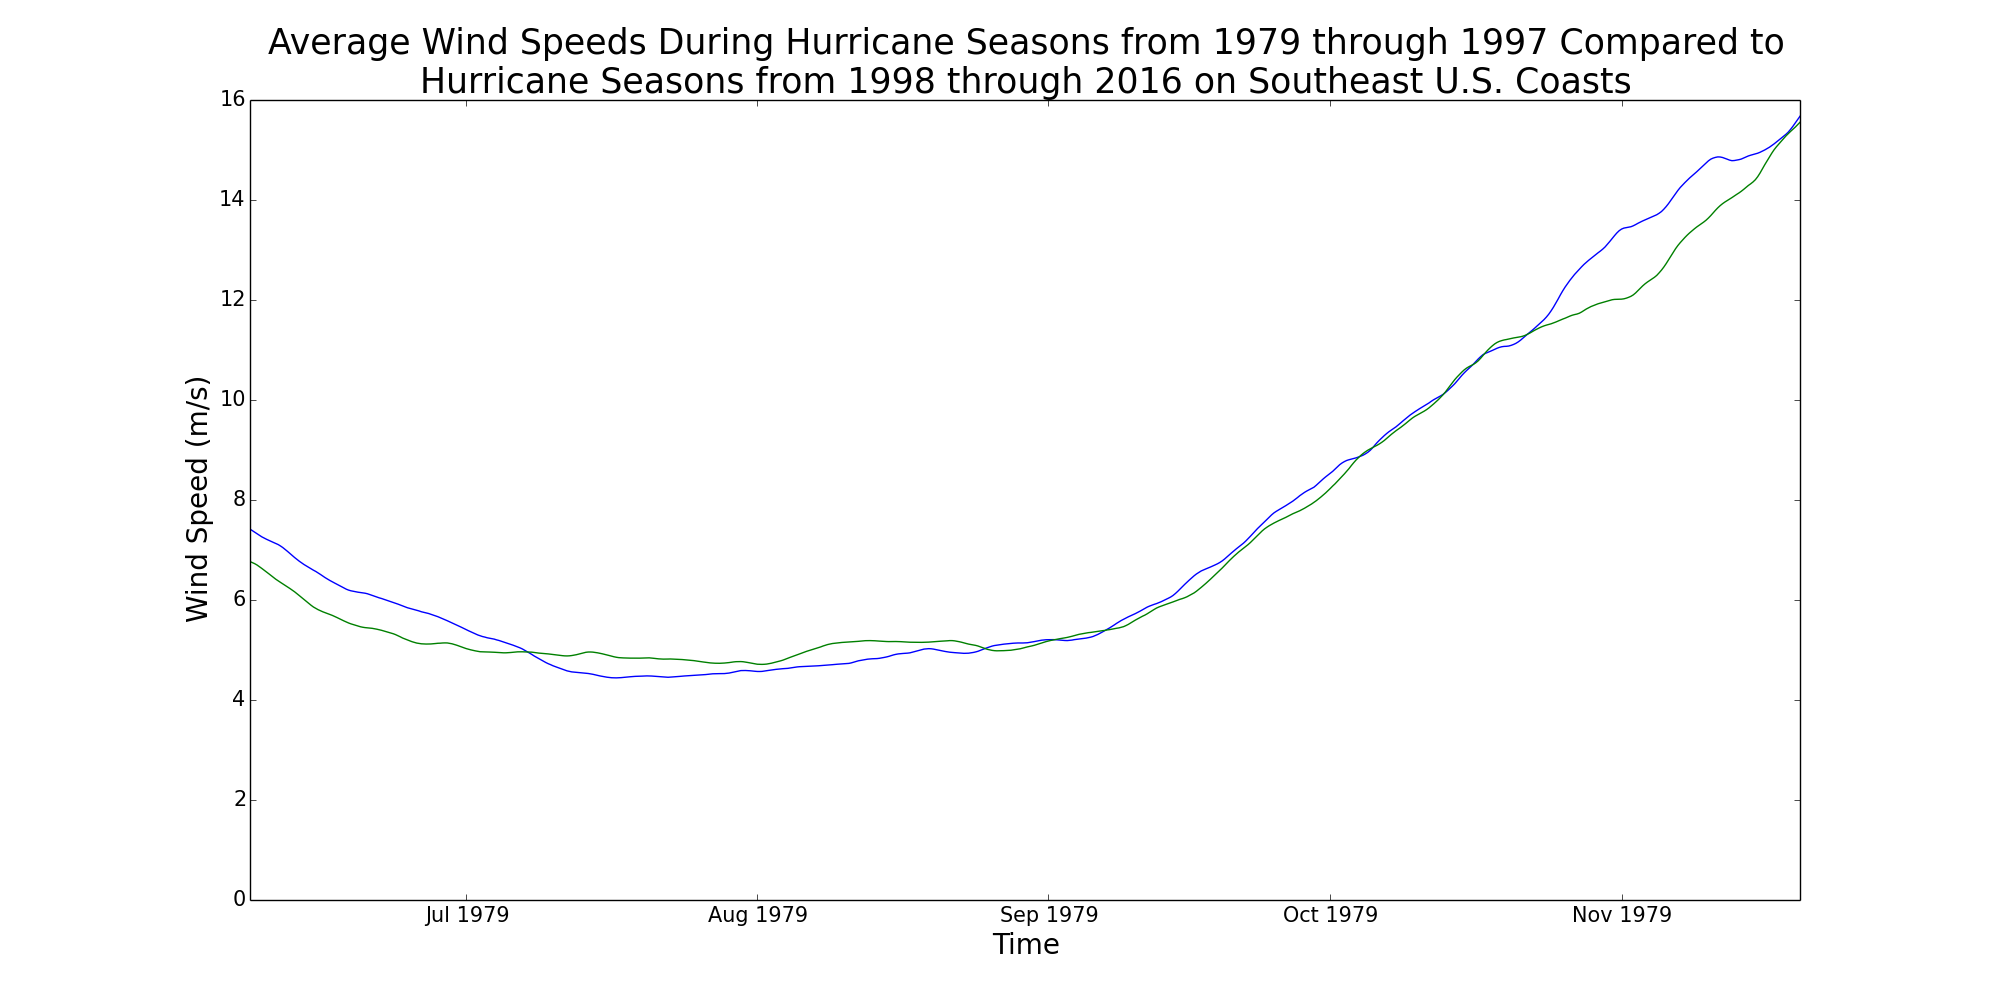 Average Wind Speeds During Hurricane Seasons from 1979 through 1997 Compared to
Hurricane Seasons from 1998 through 2016 on Southeast U.S. Coasts
16
14
12
10
8
6
4
2
0
Wind Speed (m/s)
Jul 1979
Aug 1979
Sep 1979
Oct 1979
Nov 1979
Time